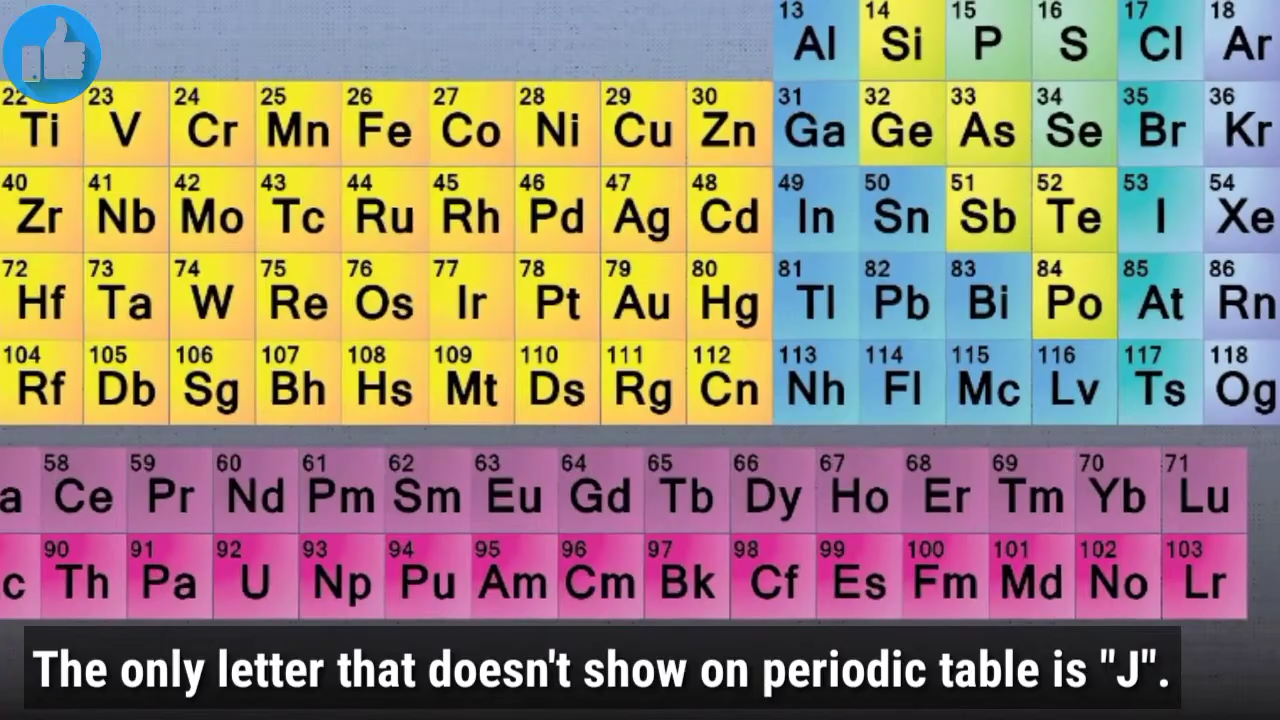 13 14 15 16 17 18
Al Si P S Cl Ar
22 23 24 25 26 27 28 29 30 31 32 33 34 35 36
Ti V Cr Mn Fe Co Ni Cu Zn Ga Ge As Se Br Kr
40 41 42 43 44 45 46 47 48 49 50 51 52 53 54
Zr Nb Mo Tc Ru Rh Pd Ag Cd In Sn Sb Te I Xe
72 73 74 75 76 77 78 79 80 81 82 83 84 85 86
Hf Ta W Re Os Ir Pt Au Hg Tl Pb Bi Po At Rn
104 105 106 107 108 109 110 111 112 113 114 115 116 117 118
Rf Db Sg Bh Hs Mt Ds Rg Cn Nh Fl Mc Lv Ts Og
58 59 60 61 62 63 64 65 66 67 68 69 70 71
a Ce Pr Nd Pm Sm Eu Gd Tb Dy Ho Er Tm Yb Lu
90 91 92 93 94 95 96 97 98 99 100 101 102 103
c Th Pa U Np Pu Am Cm Bk Cf Es Fm Md No Lr
The only letter that doesn't show on periodic table is "J".